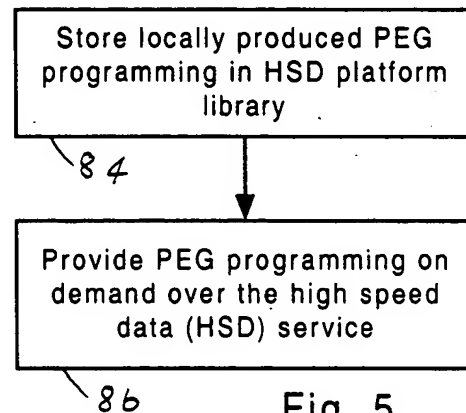 Store locally produced PEG
programming in HSD platform
library
84
Provide PEG programming on
demand over the high speed
data (HSD) service
86
Fig. 5